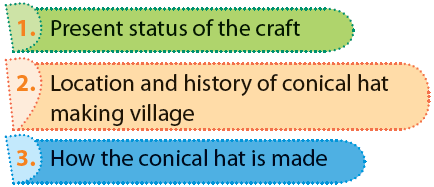 1. Present status of the craft
2. Location and history of conical hat
making village
3. How the conical hat is made